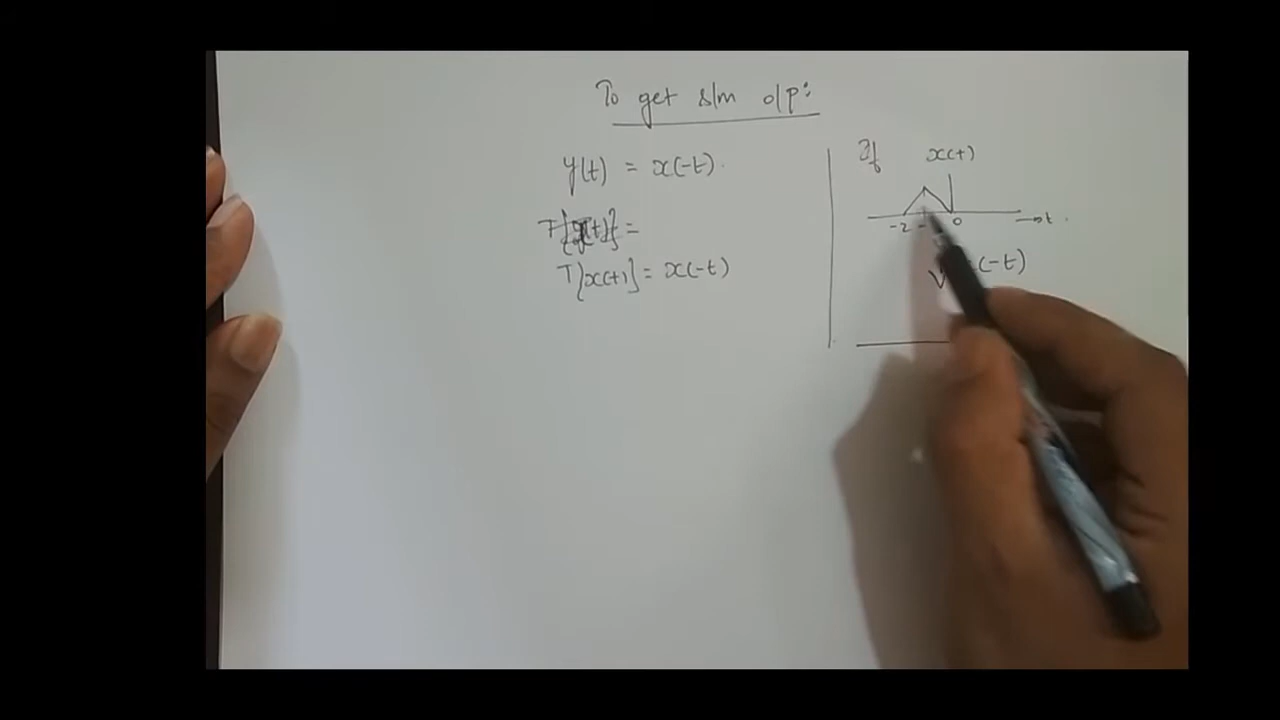 To get s/m o/p:
y(t) = x(-t).
T[x(t)] = x(-t)
If x(t)
-2 - 0 → t
(-t)